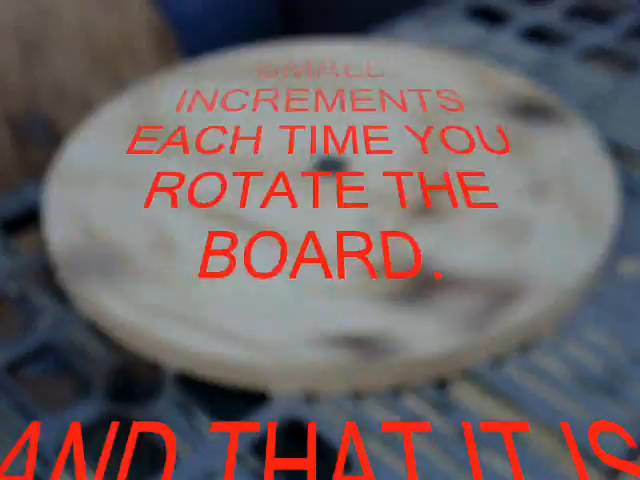 SMALL
INCREMENTS
EACH TIME YOU
ROTATE THE
BOARD.
AND THAT IT IS